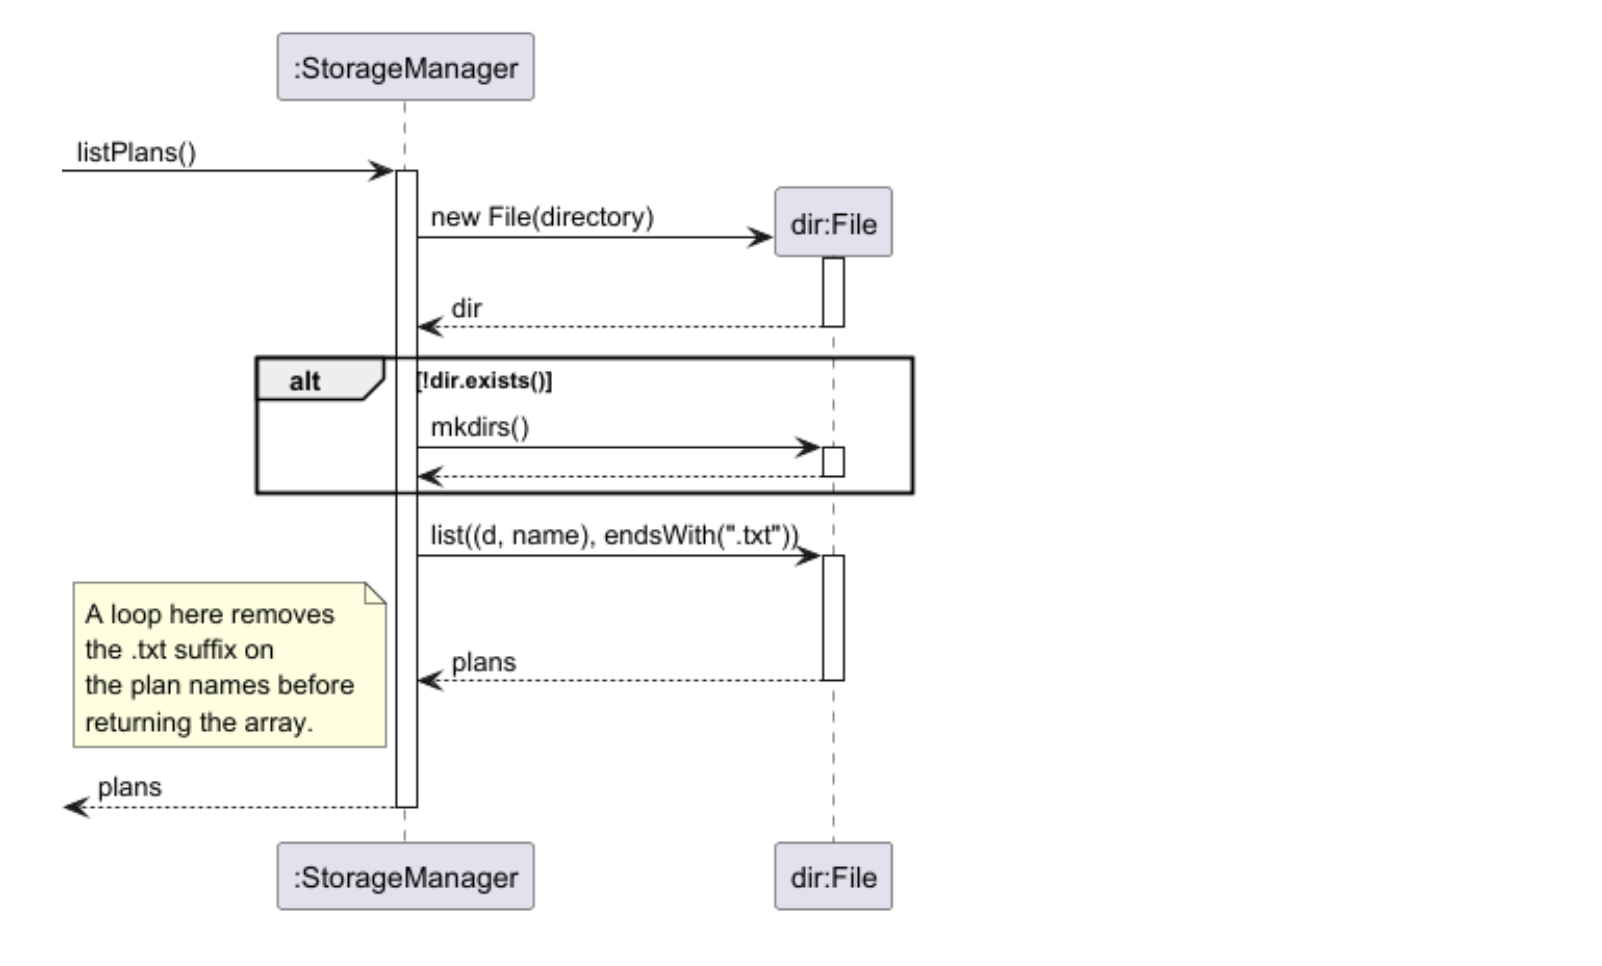 :StorageManager
listPlans()
new File(directory)
dir:File
dir
alt
[!dir.exists()]
mkdirs()
list((d, name), endsWith(".txt"))
A loop here removes
the .txt suffix on
the plan names before
returning the array.
plans
plans
:StorageManager
dir:File